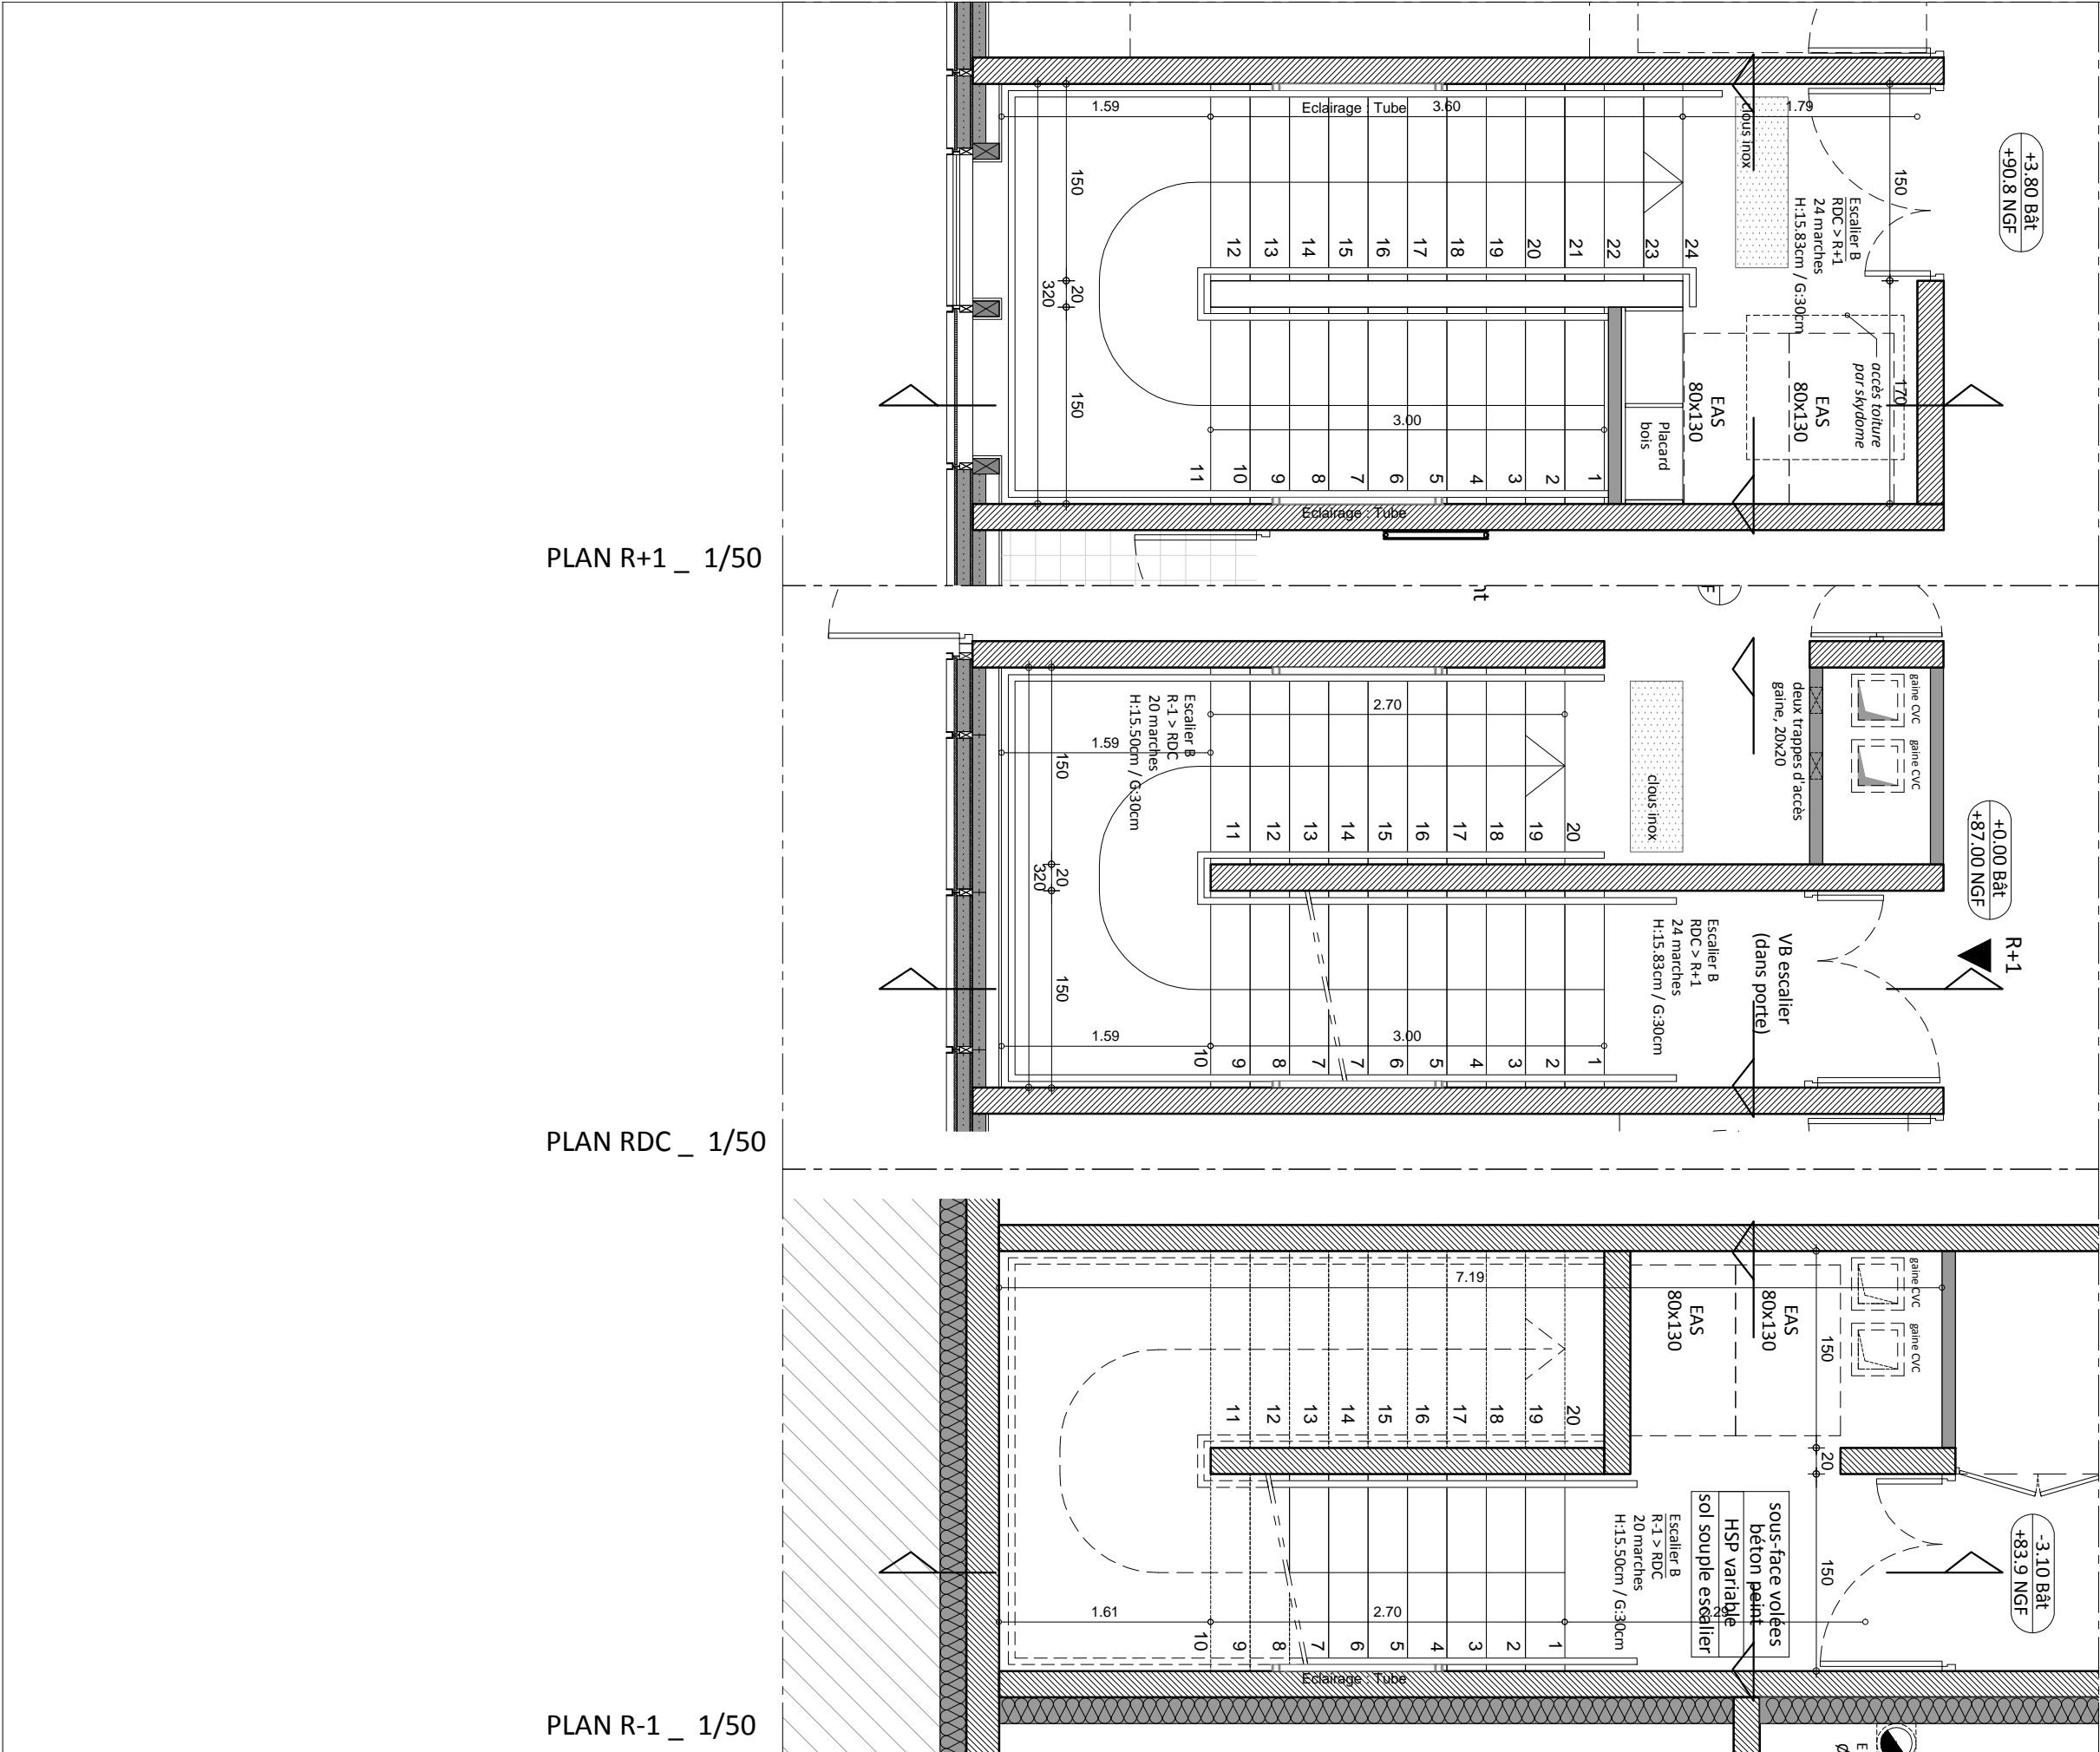 1.59
Eclairage : Tube
3.60
1.79
clous inox
150
20
320
150
150
170
+3.80 Bât
+90.8 NGF
Escalier B
RDC > R+1
24 marches
H:15.83cm / G:30cm
12
13
14
15
16
17
18
19
20
21
22
23
24
accès toiture
par skydome
EAS
80x130
EAS
80x130
Placard
bois
3.00
11
10
9
8
7
6
5
4
3
2
1
Eclairage : Tube
PLAN R+1 _ 1/50
nt
F
Escalier B
R-1 > RDC
20 marches
H:15.50cm / G:30cm
2.70
1.59
150
20
320
150
clous inox
deux trappes d'accès
gaine, 20x20
gaine CVC
gaine CVC
11
12
13
14
15
16
17
18
19
20
+0.00 Bât
+87.00 NGF
R+1
Escalier B
RDC > R+1
24 marches
H:15.83cm / G:30cm
VB escalier
(dans porte)
1.59
3.00
10
9
8
7
7
6
5
4
3
2
1
PLAN RDC _ 1/50
7.19
EAS
80x130
EAS
80x130
gaine CVC
gaine CVC
150
20
150
11
12
13
14
15
16
17
18
19
20
Escalier B
R-1 > RDC
20 marches
H:15.50cm / G:30cm
sous-face volées
béton peint
HSP variable
sol souple escalier
-3.10 Bât
+83.9 NGF
1.61
2.70
10
9
8
7
6
5
4
3
2
1
Eclairage : Tube
PLAN R-1 _ 1/50
E
Ø